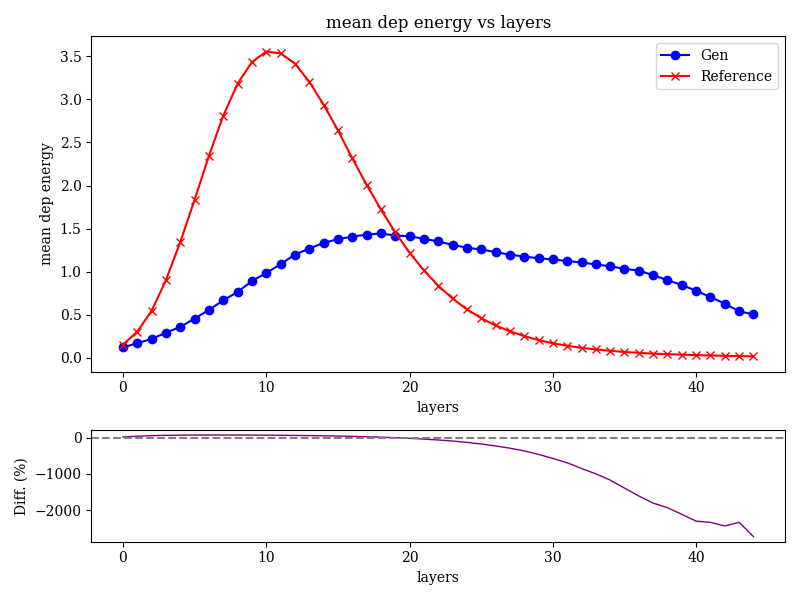 mean dep energy vs layers
Gen
Reference
mean dep energy
3.5
3.0
2.5
2.0
1.5
1.0
0.5
0.0
0 10 20 30 40
layers
Diff. (%)
0
−1000
−2000
0 10 20 30 40
layers